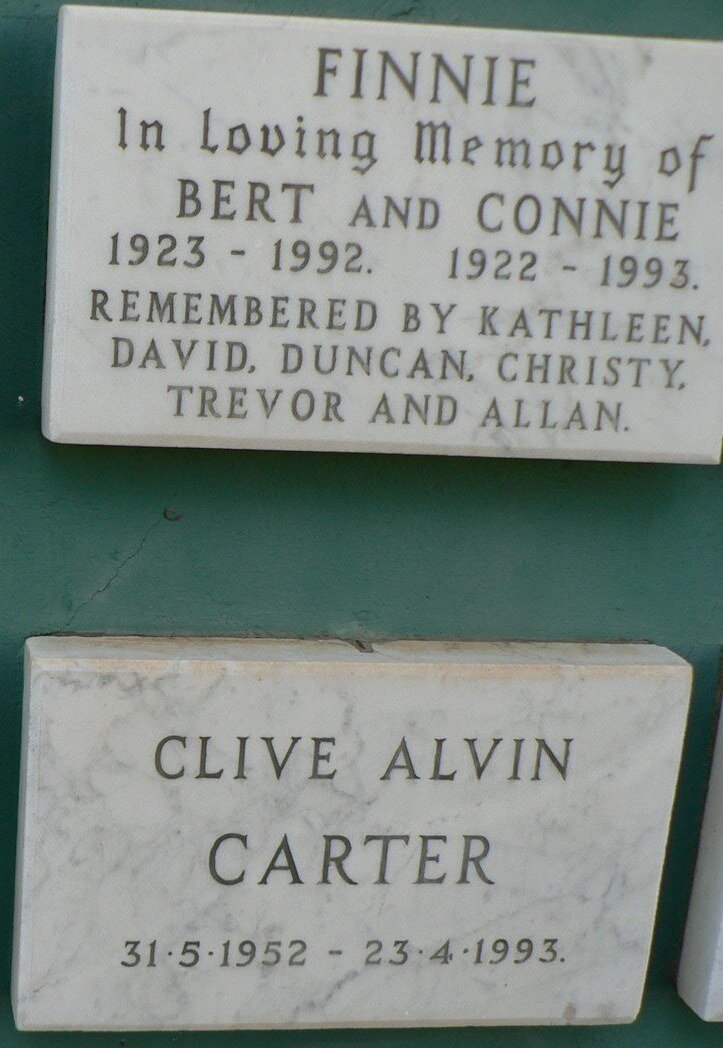 FINNIE
In Loving Memory of
BERT AND CONNIE
1923 - 1992. 1922 - 1993.
REMEMBERED BY KATHLEEN,
DAVID, DUNCAN, CHRISTY,
TREVOR AND ALLAN.
CLIVE ALVIN
CARTER
31·5·1952 - 23·4·1993.